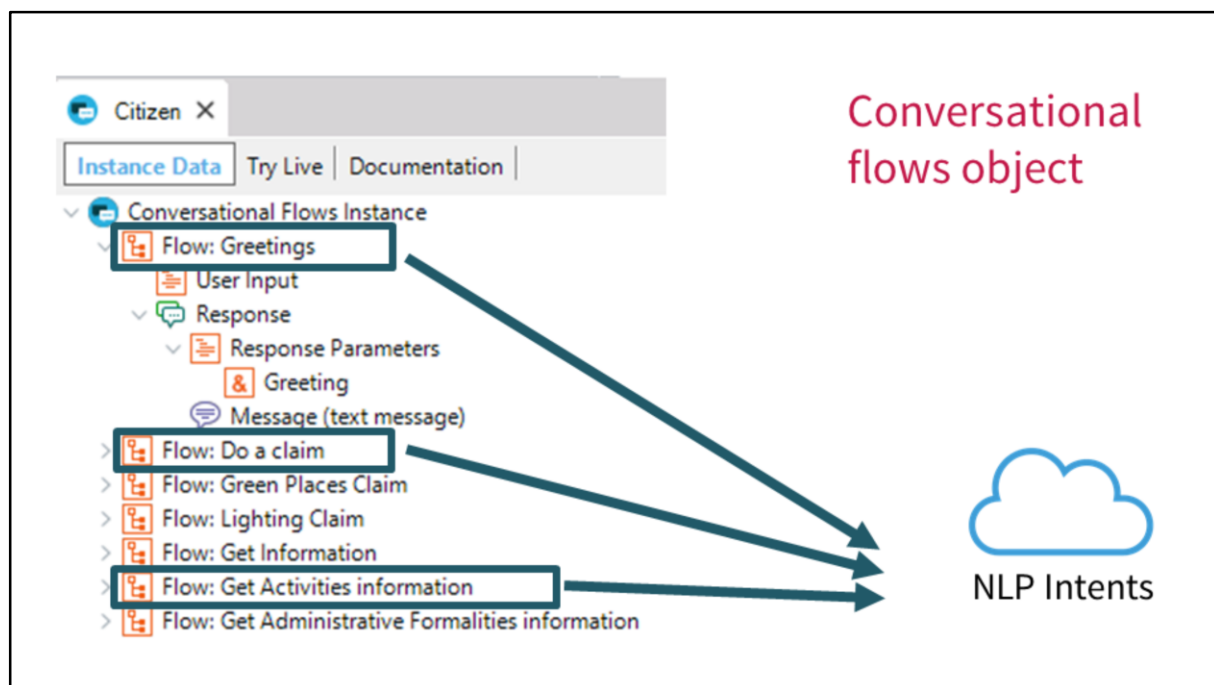 Citizen
Conversational
flows object
Instance Data Try Live Documentation
Conversational Flows Instance
Flow: Greetings
User Input
Response
Response Parameters
& Greeting
Message (text message)
Flow: Do a claim
Flow: Green Places Claim
Flow: Lighting Claim
Flow: Get Information
Flow: Get Activities information
Flow: Get Administrative Formalities information
NLP Intents